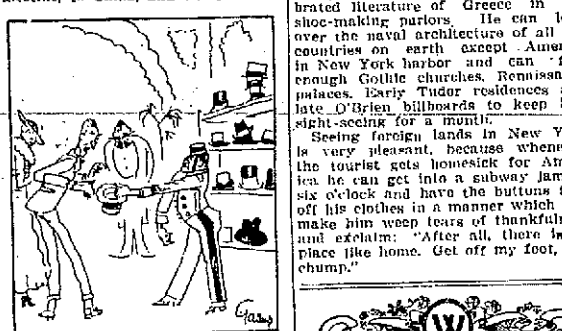 brated literature of Greece in
shoe-making parlors. He can
over the naval architecture of all
countries on earth except
in New York harbor and can
enough Gothic churches, Renaissan
palaces, Early Tudor residences
late O'Brien billboards to keep
sight-seeing for a month.
Seeing foreign lands in New Y
is very pleasant, because whene
the tourist gets homesick for Am
ica he can get into a subway jam
six o'clock and have the buttons
off his clothes in a manner which
make him weep tears of thankful
and exclaim: "After all, there i
place like home. Get off my foot,
chump."
W